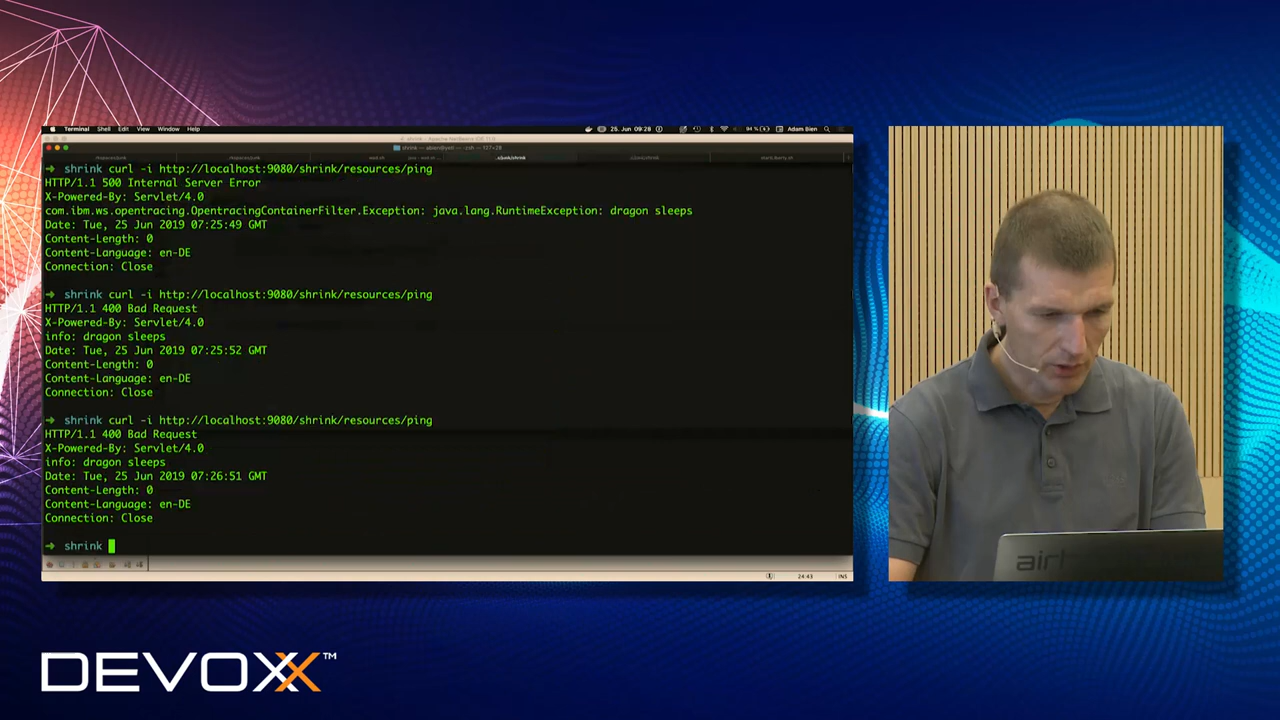 Terminal Shell Edit View Window Help
25. Jun 09:28 94 % Adam Bien
➜ shrink curl -i http://localhost:9080/shrink/resources/ping
HTTP/1.1 500 Internal Server Error
X-Powered-By: Servlet/4.0
com.ibm.ws.opentracing.OpentracingContainerFilter.Exception: java.lang.RuntimeException: dragon sleeps
Date: Tue, 25 Jun 2019 07:25:49 GMT
Content-Length: 0
Content-Language: en-DE
Connection: Close
➜ shrink curl -i http://localhost:9080/shrink/resources/ping
HTTP/1.1 400 Bad Request
X-Powered-By: Servlet/4.0
info: dragon sleeps
Date: Tue, 25 Jun 2019 07:25:52 GMT
Content-Length: 0
Content-Language: en-DE
Connection: Close
➜ shrink curl -i http://localhost:9080/shrink/resources/ping
HTTP/1.1 400 Bad Request
X-Powered-By: Servlet/4.0
info: dragon sleeps
Date: Tue, 25 Jun 2019 07:26:51 GMT
Content-Length: 0
Content-Language: en-DE
Connection: Close
➜ shrink
24:43 INS
DEVOXX™